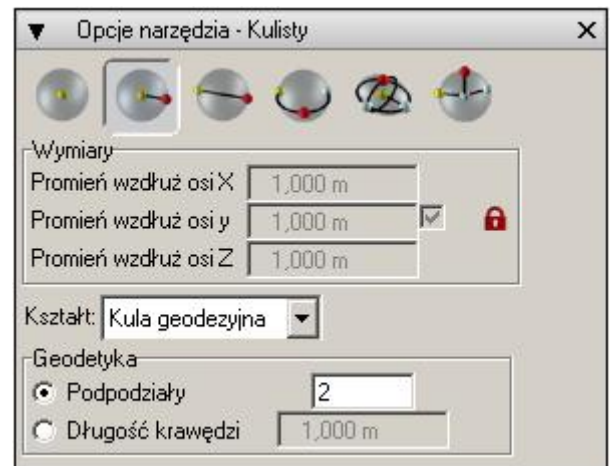 Opcje narzędzia - Kulisty
Wymiary
Promień wzdłuż osi X 1,000 m
Promień wzdłuż osi y 1,000 m
Promień wzdłuż osi Z 1,000 m
Kształt: Kula geodezyjna
Geodetyka
Podpodziały 2
Długość krawędzi 1,000 m